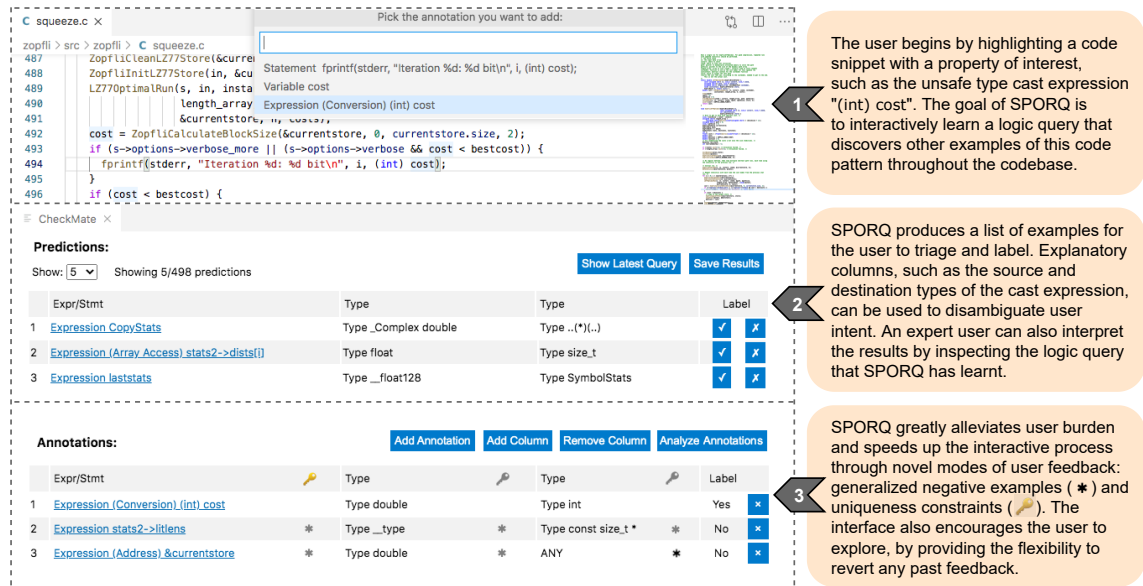 squeeze.c ×
Pick the annotation you want to add:
zopfli > src > zopfli > C squeeze.c
487 ZopfliCleanLZ77Store(&curre
488 ZopfliInitLZ77Store(in, &cu
489 LZ77OptimalRun(s, in, insta
490 length_array
491 &currentstore, h, costs);
492 cost = ZopfliCalculateBlockSize(&currentstore, 0, currentstore.size, 2);
493 if (s->options->verbose_more || (s->options->verbose && cost < bestcost)) {
494 fprintf(stderr, "Iteration %d: %d bit\n", i, (int) cost);
495 }
496 if (cost < bestcost) {
Statement fprintf(stderr, "Iteration %d: %d bit\n", i, (int) cost);
Variable cost
Expression (Conversion) (int) cost
1
The user begins by highlighting a code
snippet with a property of interest,
such as the unsafe type cast expression
"(int) cost". The goal of SPORQ is
to interactively learn a logic query that
discovers other examples of this code
pattern throughout the codebase.
CheckMate ×
Predictions:
Show: 5 Showing 5/498 predictions
Show Latest Query Save Results
Expr/Stmt Type Type Label
1 Expression CopyStats Type _Complex double Type ..(*)(..) ✓ ✗
2 Expression (Array Access) stats2->dists[i] Type float Type size_t ✓ ✗
3 Expression laststats Type __float128 Type SymbolStats ✓ ✗
2
SPORQ produces a list of examples for
the user to triage and label. Explanatory
columns, such as the source and
destination types of the cast expression,
can be used to disambiguate user
intent. An expert user can also interpret
the results by inspecting the logic query
that SPORQ has learnt.
Annotations:
Add Annotation Add Column Remove Column Analyze Annotations
Expr/Stmt Type Type Label
1 Expression (Conversion) (int) cost Type double Type int Yes ×
2 Expression stats2->litlens * Type __type * Type const size_t * * No ×
3 Expression (Address) &currentstore * Type double * ANY * No ×
3
SPORQ greatly alleviates user burden
and speeds up the interactive process
through novel modes of user feedback:
generalized negative examples ( * ) and
uniqueness constraints ( 🔑 ). The
interface also encourages the user to
explore, by providing the flexibility to
revert any past feedback.